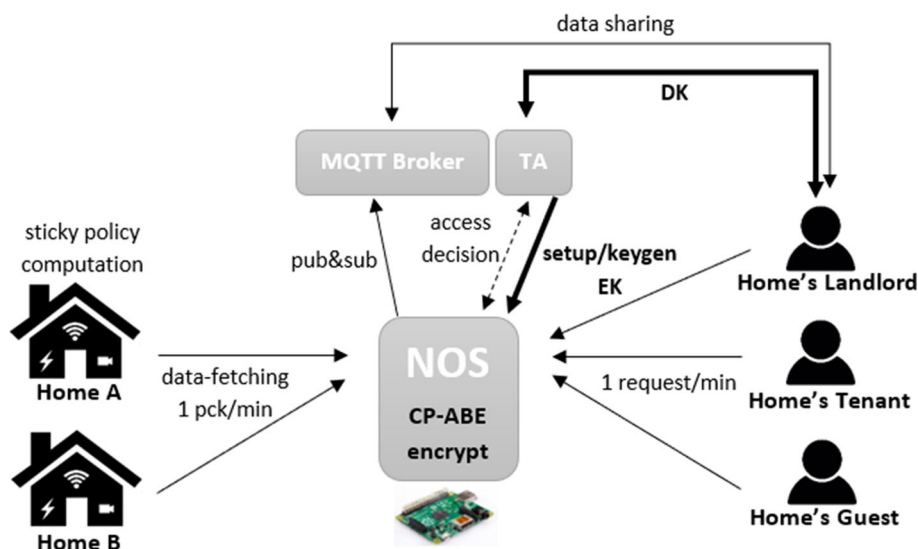 data sharing
DK
MQTT Broker
TA
sticky policy
computation
pub&sub
access
decision
setup/keygen
EK
Home's Landlord
Home A
data-fetching
1 pck/min
NOS
CP-ABE
encrypt
1 request/min
Home's Tenant
Home B
Home's Guest